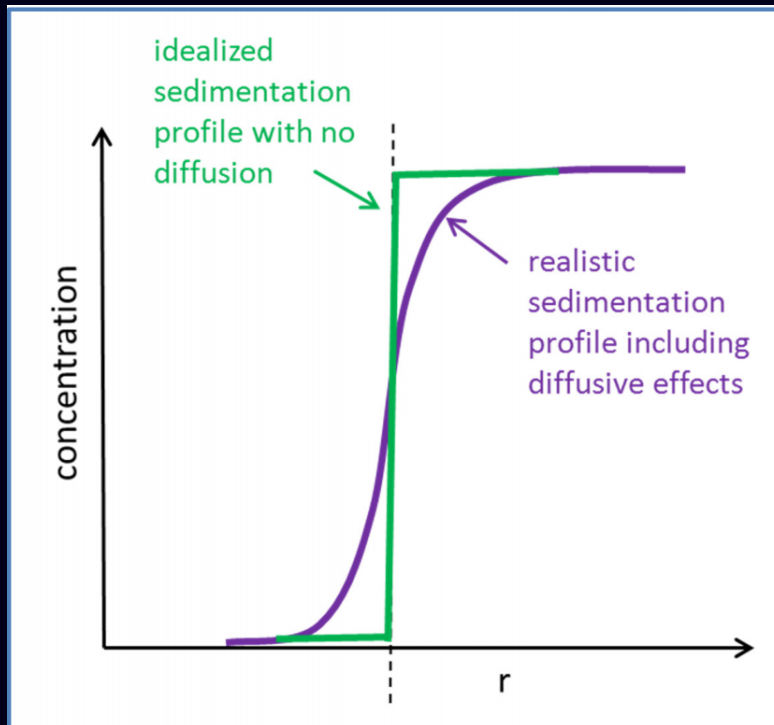 idealized
sedimentation
profile with no
diffusion
realistic
sedimentation
profile including
diffusive effects
concentration
r